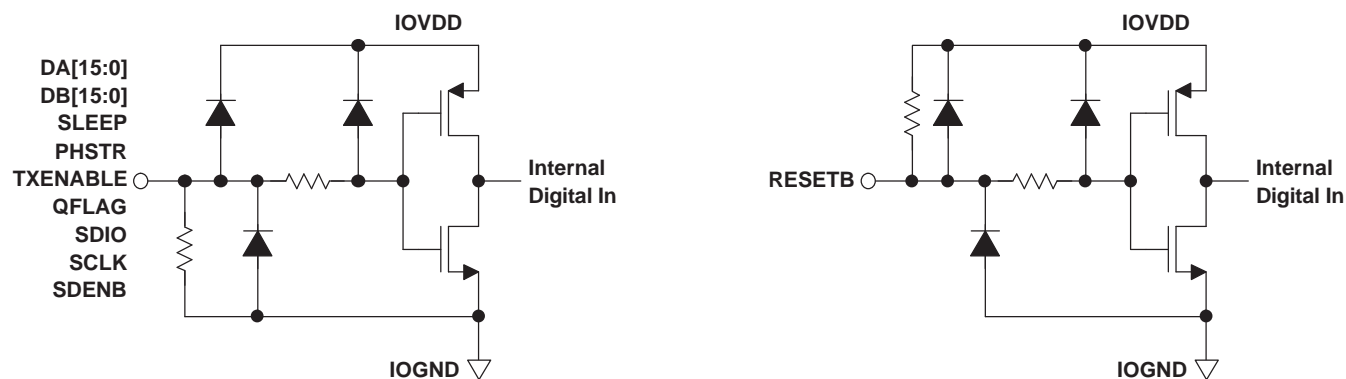 IOVDD
DA[15:0]
DB[15:0]
SLEEP
PHSTR
TXENABLE
QFLAG
SDIO
SCLK
SDENB
Internal
Digital In
IOGND
IOVDD
RESETB
Internal
Digital In
IOGND